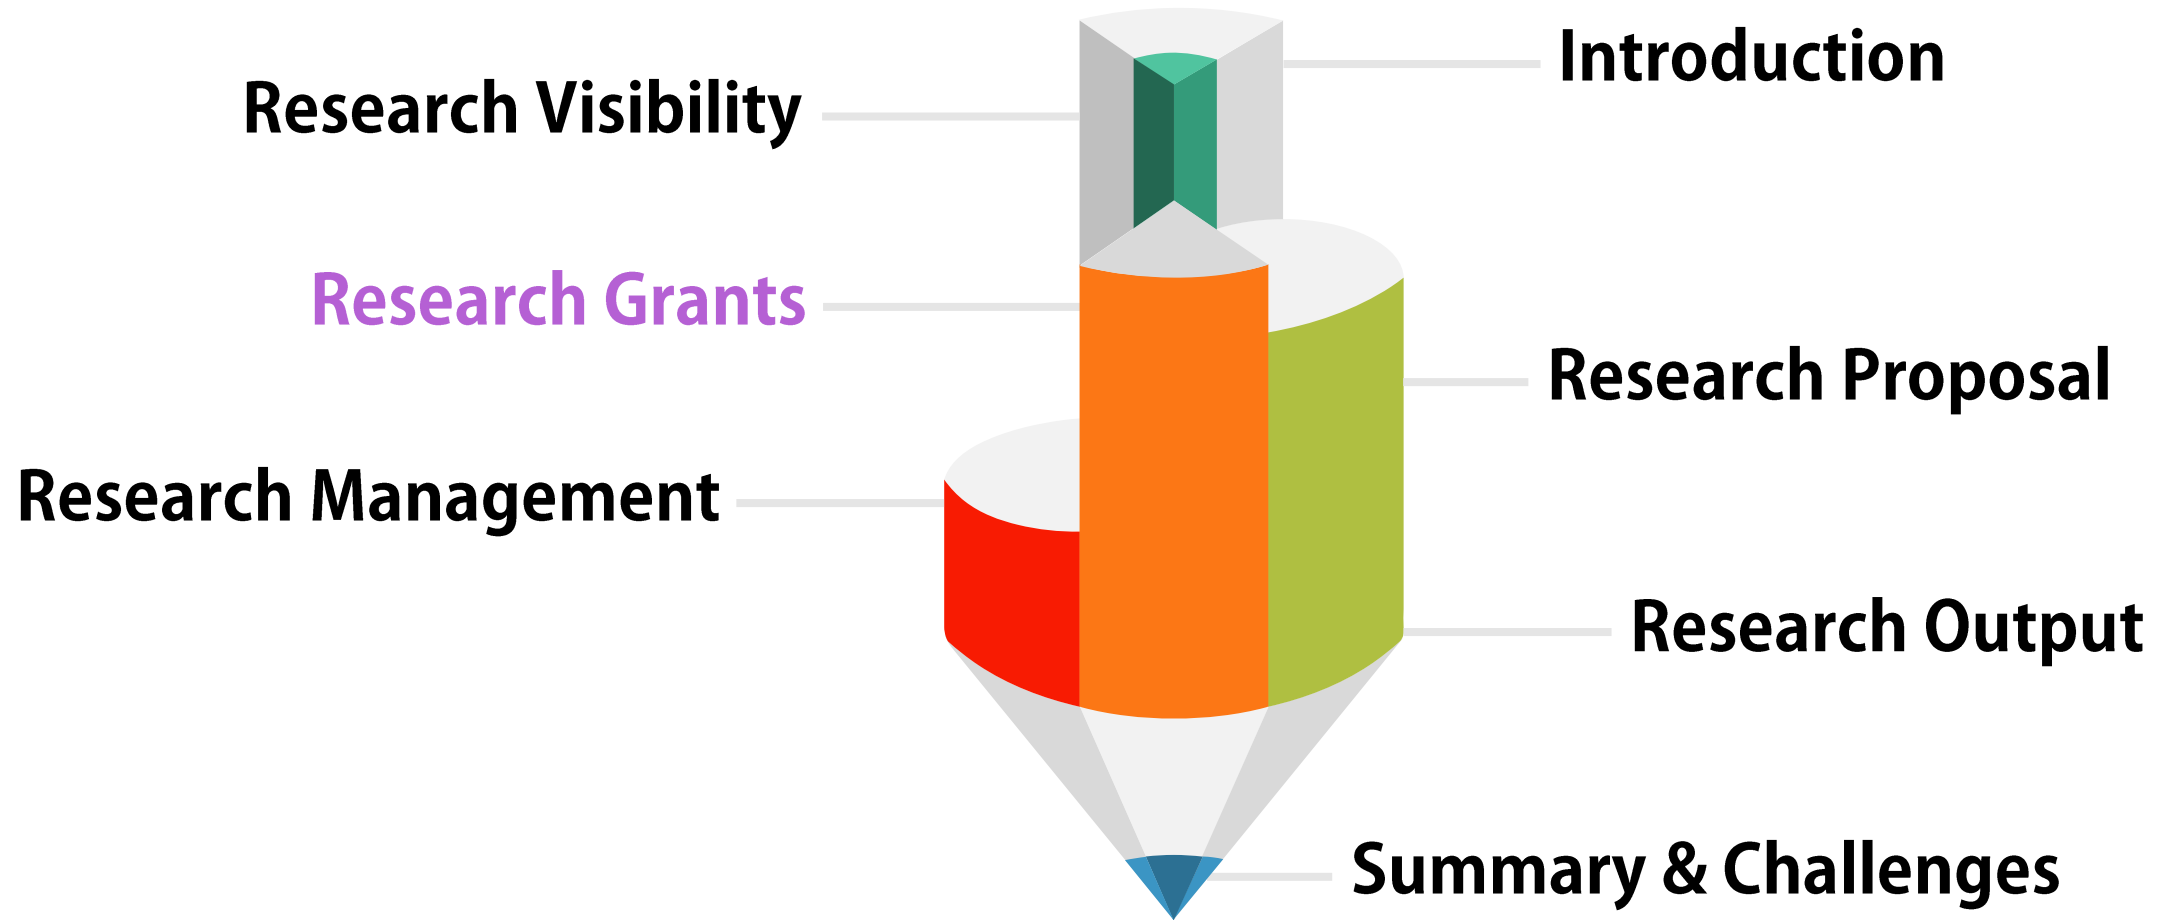 Introduction
Research Visibility
Research Grants
Research Proposal
Research Management
Research Output
Summary & Challenges